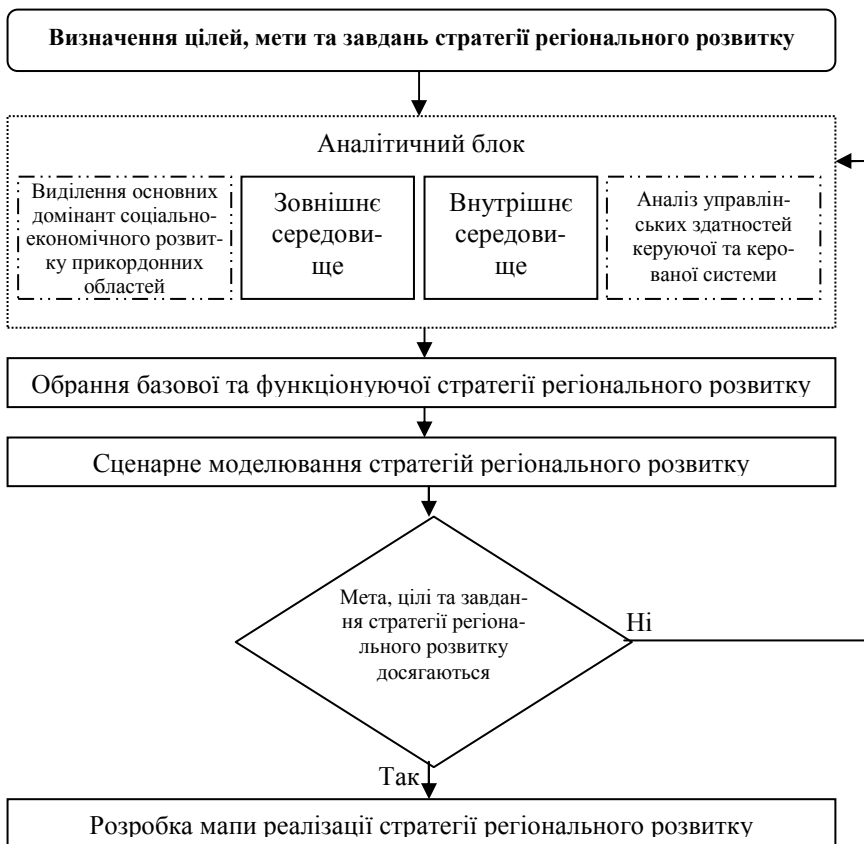 Визначення цілей, мети та завдань стратегії регіонального розвитку
Аналітичний блок
Виділення основних
домінант соціально-
економічного розвит-
ку прикордонних
областей
Зовнішнє
середови-
ще
Внутрішнє
середови-
ще
Аналіз управлін-
ських здатностей
керуючої та керо-
ваної системи
Обрання базової та функціонуючої стратегії регіонального розвитку
Сценарне моделювання стратегій регіонального розвитку
Мета, цілі та завдан-
ня стратегії регіона-
льного розвитку
досягаються
Ні
Так
Розробка мапи реалізації стратегії регіонального розвитку